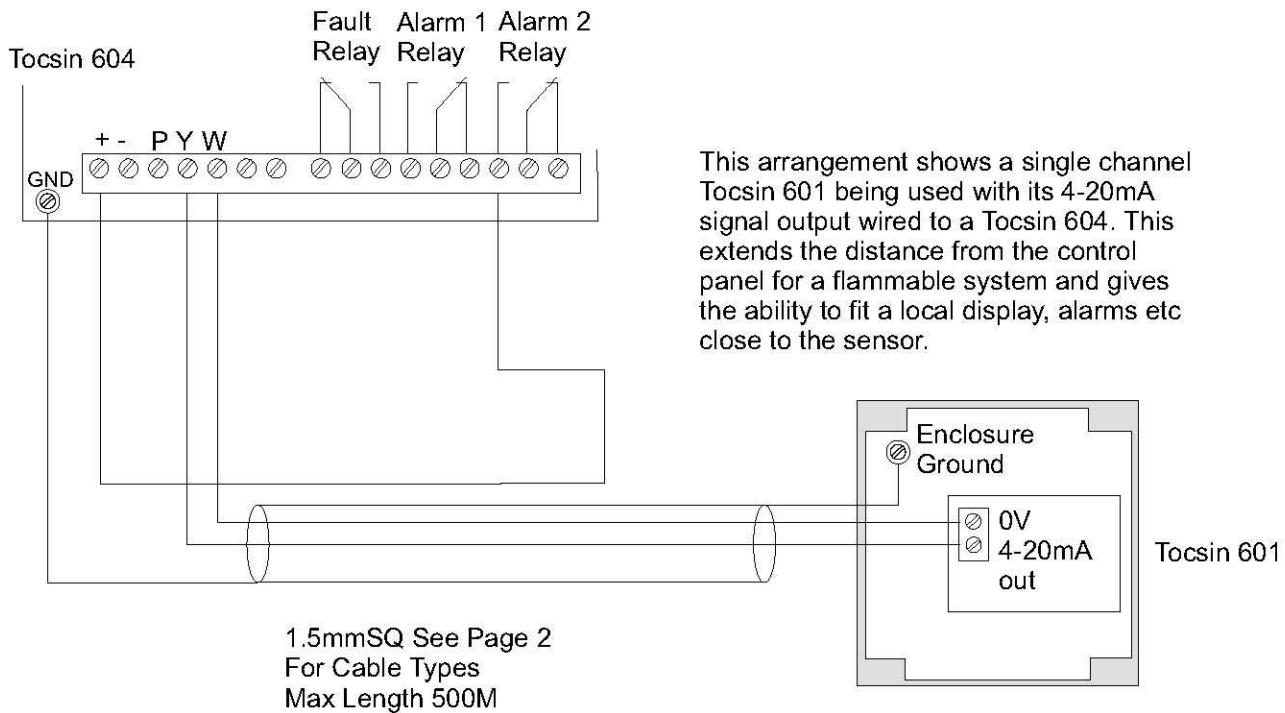 Fault Relay
Alarm 1 Relay
Alarm 2 Relay
Tocsin 604
+ - P Y W
GND
This arrangement shows a single channel
Tocsin 601 being used with its 4-20mA
signal output wired to a Tocsin 604. This
extends the distance from the control
panel for a flammable system and gives
the ability to fit a local display, alarms etc
close to the sensor.
Enclosure
Ground
0V
4-20mA
out
Tocsin 601
1.5mmSQ See Page 2
For Cable Types
Max Length 500M